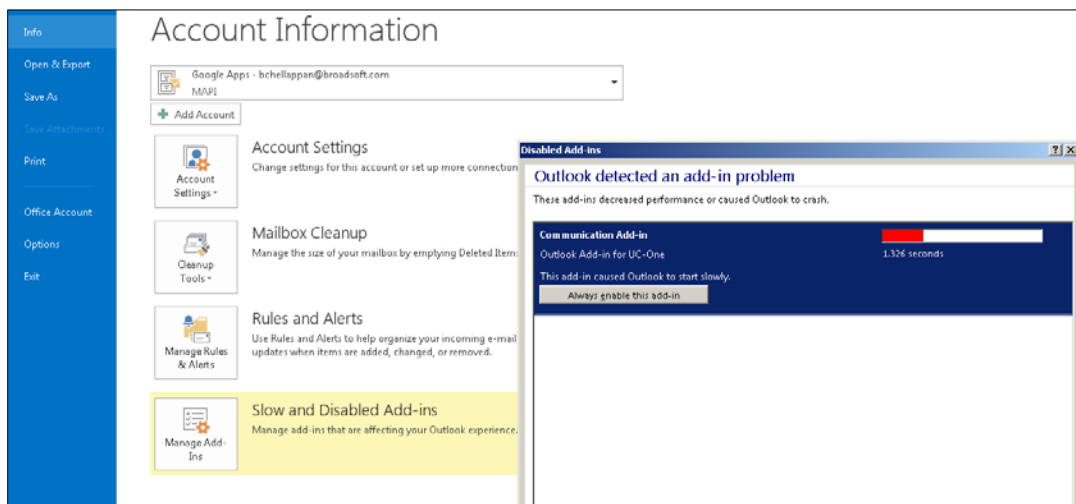 Info
Open & Export
Save As
Save Attachments
Print
Office Account
Options
Exit
Account Information
Google Apps - bchellappan@broadsoft.com
MAPI
Add Account
Account
Settings
Account Settings
Change settings for this account or set up more connection
Cleanup
Tools
Mailbox Cleanup
Manage the size of your mailbox by emptying Deleted Item
Manage Rules
& Alerts
Rules and Alerts
Use Rules and Alerts to help organize your incoming e-mail
updates when items are added, changed, or removed.
Manage Add-
Ins
Slow and Disabled Add-ins
Manage add-ins that are affecting your Outlook experience.
Disabled Add-ins
Outlook detected an add-in problem
These add-ins decreased performance or caused Outlook to crash.
Communication Add-in
Outlook Add-in for UC-One
1.326 seconds
This add-in caused Outlook to start slowly.
Always enable this add-in